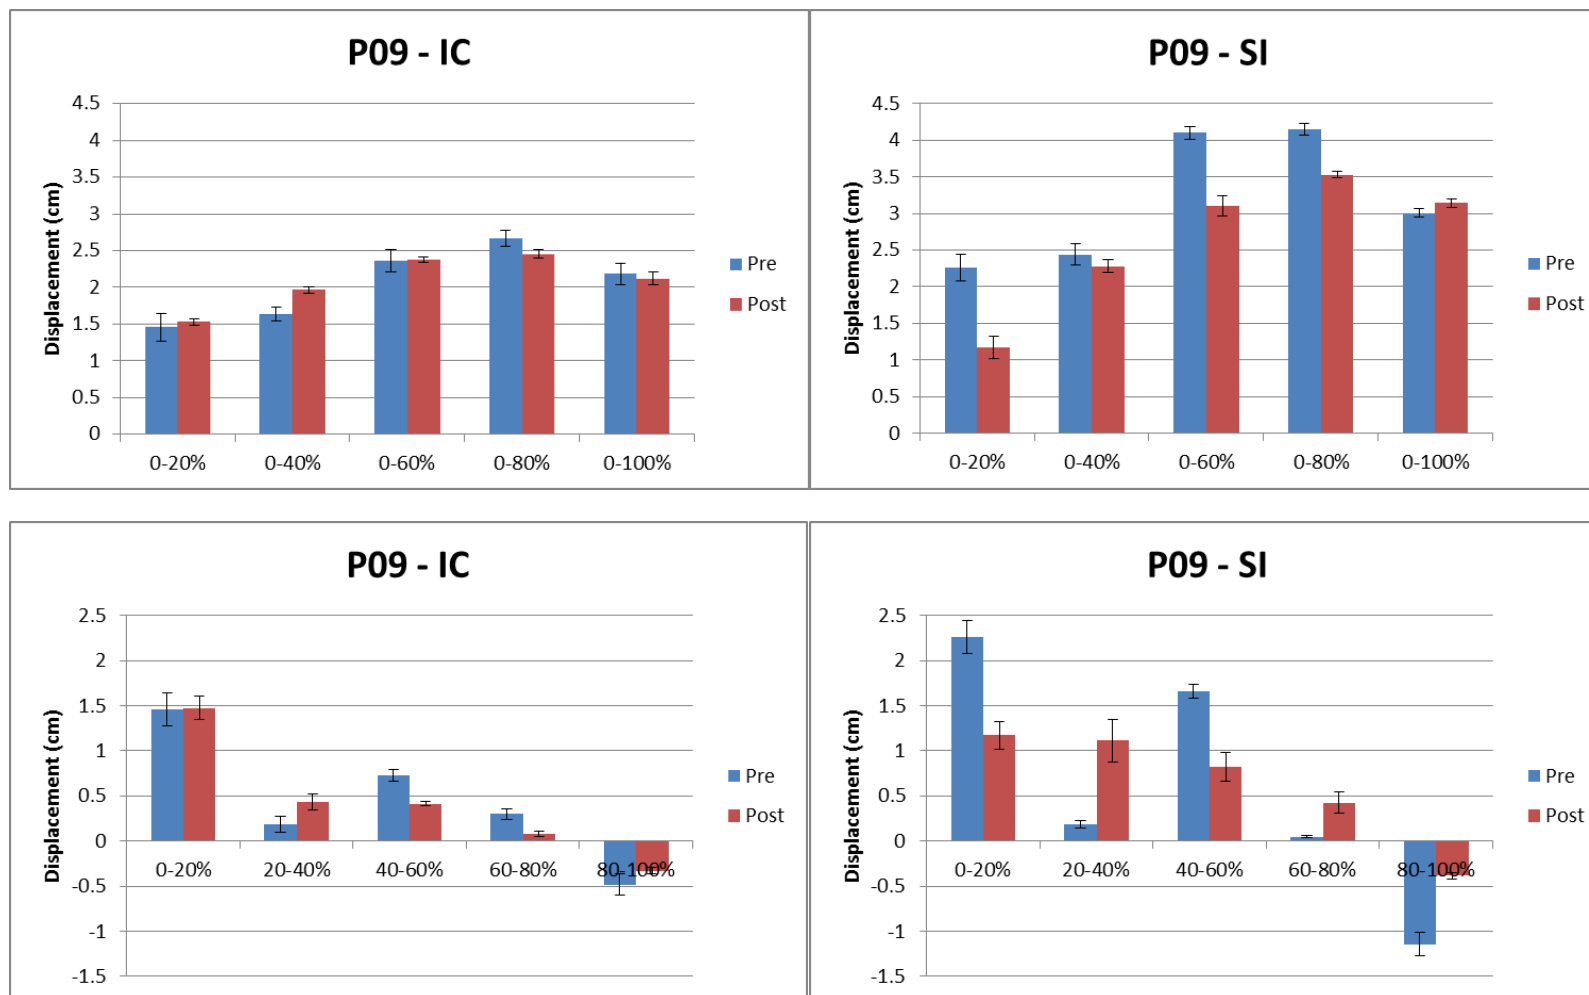 P09 - IC
4.5
4
3.5
3
2.5
2
1.5
1
0.5
0
Displacement (cm)
0-20% 0-40% 0-60% 0-80% 0-100%
Pre
Post
P09 - SI
4.5
4
3.5
3
2.5
2
1.5
1
0.5
0
Displacement (cm)
0-20% 0-40% 0-60% 0-80% 0-100%
Pre
Post
P09 - IC
2.5
2
1.5
1
0.5
0
-0.5
-1
-1.5
Displacement (cm)
0-20% 20-40% 40-60% 60-80% 80-100%
Pre
Post
P09 - SI
2.5
2
1.5
1
0.5
0
-0.5
-1
-1.5
Displacement (cm)
0-20% 20-40% 40-60% 60-80% 80-100%
Pre
Post